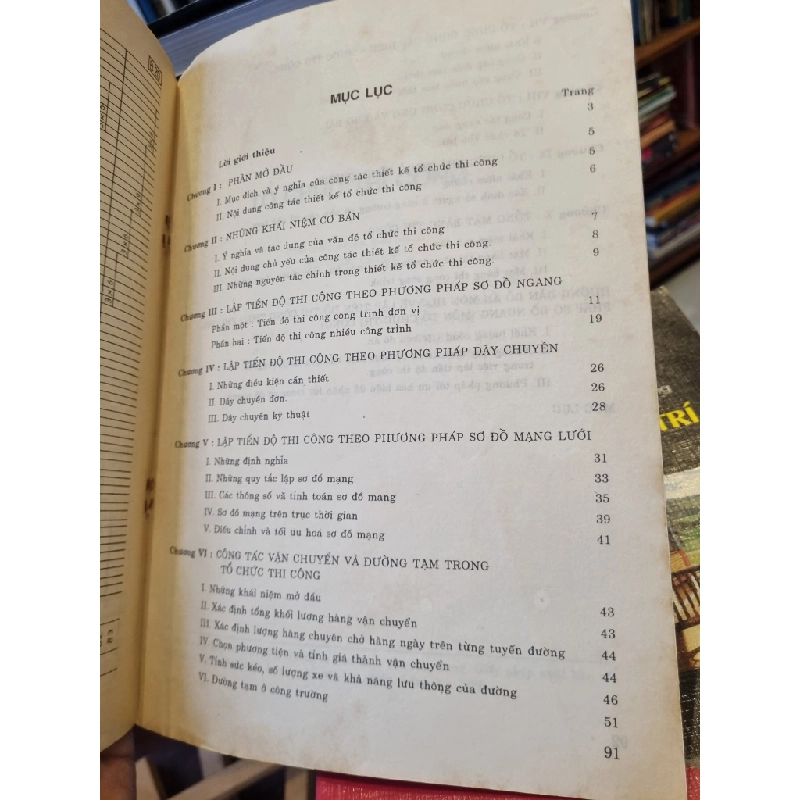 MỤC LỤC
Trang
Lời giới thiệu 3
Chương I : PHẦN MỞ ĐẦU 5
I. Mục đích và ý nghĩa của công tác thiết kế tổ chức thi công 5
II. Nội dung công tác thiết kế tổ chức thi công 6
Chương II : NHỮNG KHÁI NIỆM CƠ BẢN
I. Ý nghĩa và tác dụng của vấn đề tổ chức thi công 7
II. Nội dung chủ yếu của công tác thiết kế tổ chức thi công 8
III. Những nguyên tác chính trong thiết kế tổ chức thi công. 9
Chương III : LẬP TIẾN ĐỘ THI CÔNG THEO PHƯƠNG PHÁP SƠ ĐỒ NGANG
Phần một : Tiến độ thi công công trình đơn vị 11
Phần hai : Tiến độ thi công nhiều công trình 19
Chương IV : LẬP TIẾN ĐỘ THI CÔNG THEO PHƯƠNG PHÁP DÂY CHUYỀN
I. Những điều kiện cần thiết 26
II. Dây chuyền đơn. 26
III. Dây chuyền kỹ thuật 28
Chương V : LẬP TIẾN ĐỘ THI CÔNG THEO PHƯƠNG PHÁP SƠ ĐỒ MẠNG LƯỚI
I. Những định nghĩa 31
II. Những quy tắc lập sơ đồ mạng 33
III. Các thông số và tính toán sơ đồ mạng 35
IV. Sơ đồ mạng trên trục thời gian 39
V. Điều chỉnh và tối ưu hoá sơ đồ mạng 41
Chương VI : CÔNG TÁC VẬN CHUYỂN VÀ ĐƯỜNG TẠM TRONG
TỔ CHỨC THI CÔNG
I. Những khái niệm mở đầu 43
II. Xác định tổng khối lượng hàng vận chuyển 43
III. Xác định lượng hàng chuyên chở hàng ngày trên từng tuyến đường 44
IV. Chọn phương tiện và tính giá thành vận chuyển 44
V. Tính sức kéo, số lượng xe và khả năng lưu thông của đường 46
VI. Đường tạm ở công trường 51
91
TRÍ